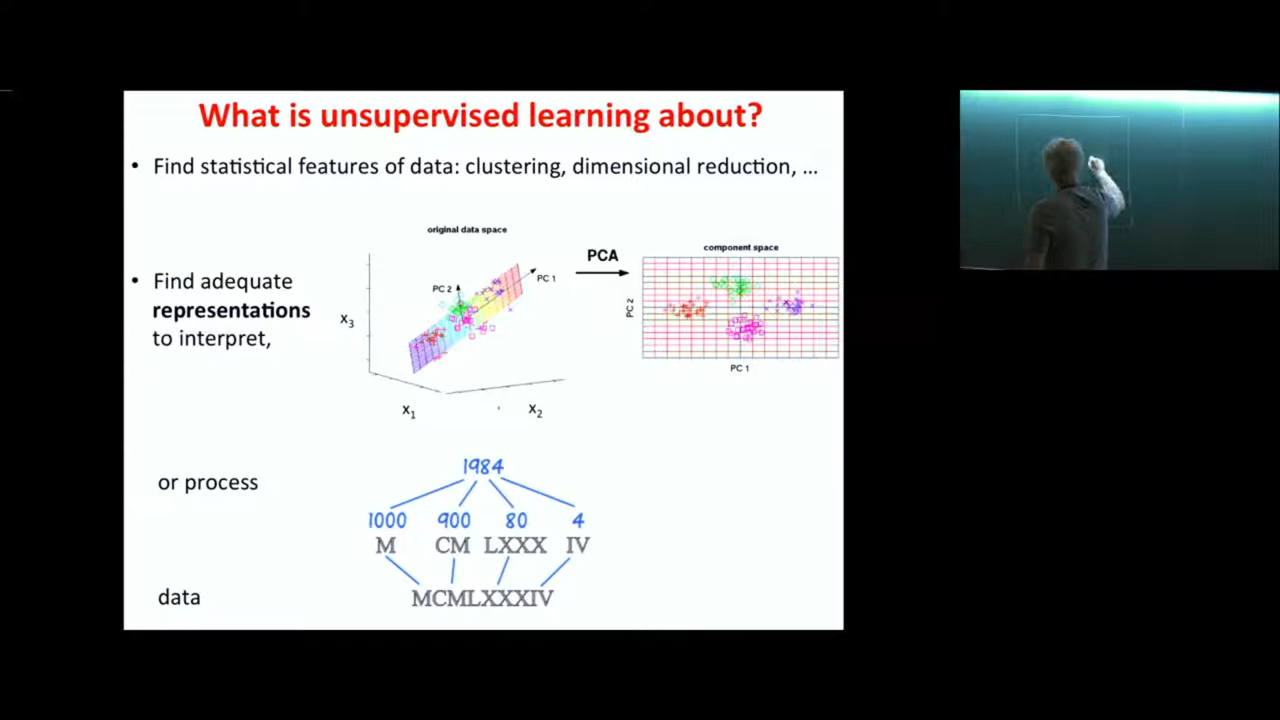 What is unsupervised learning about?
• Find statistical features of data: clustering, dimensional reduction, ...
• Find adequate
representations
to interpret,
original data space
PC 1
PC 2
x3
x1
x2
PCA
component space
PC 2
PC 1
or process
1984
1000 900 80 4
M CM LXXX IV
MCMLXXXIV
data